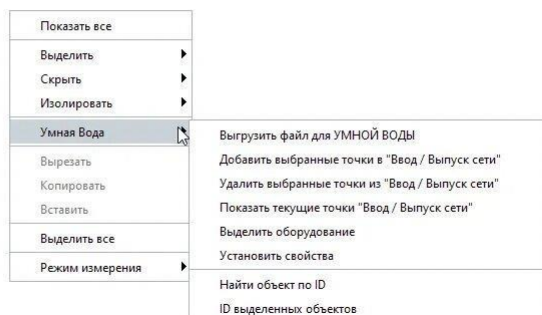 Показать все
Выделить
Скрыть
Изолировать
Умная Вода
Вырезать
Копировать
Вставить
Выделить все
Режим измерения
Выгрузить файл для УМНОЙ ВОДЫ
Добавить выбранные точки в "Ввод / Выпуск сети"
Удалить выбранные точки из "Ввод / Выпуск сети"
Показать текущие точки "Ввод / Выпуск сети"
Выделить оборудование
Установить свойства
Найти объект по ID
ID выделенных объектов